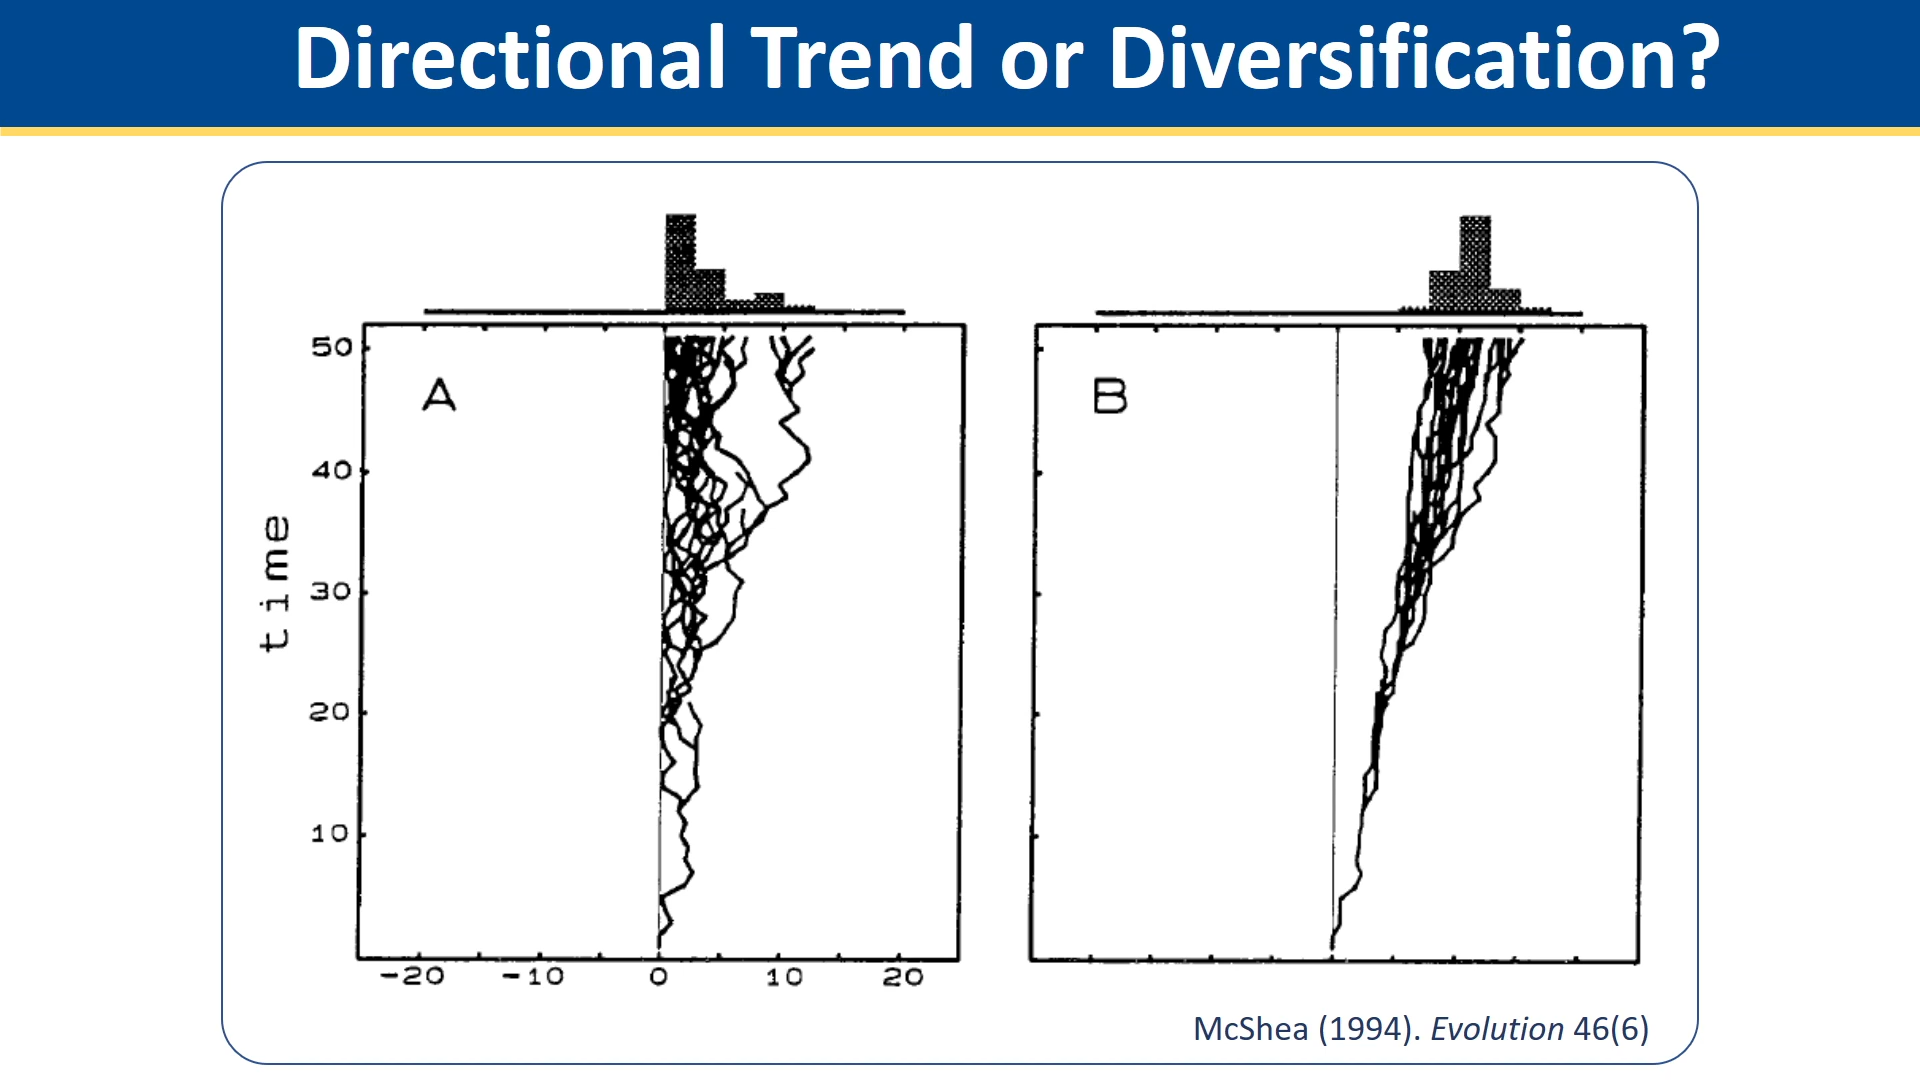 Directional Trend or Diversification?
A
B
time
50
40
30
20
10
-20 -10 0 10 20
McShea (1994). Evolution 46(6)